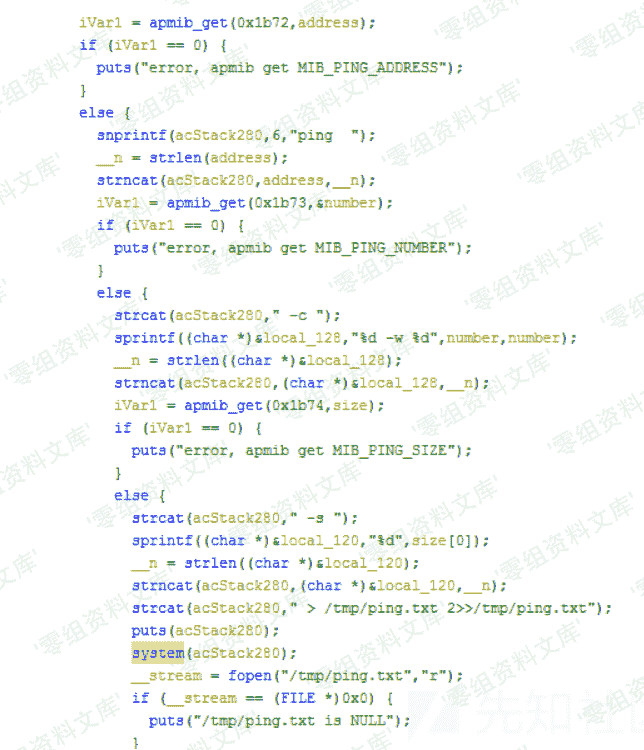 iVar1 = apmib_get(0x1b72,address);
if (iVar1 == 0) {
puts("error, apmib get MIB_PING_ADDRESS");
}
else {
snprintf(acStack280,6,"ping  ");
__n = strlen(address);
strncat(acStack280,address,__n);
iVar1 = apmib_get(0x1b73,&number);
if (iVar1 == 0) {
puts("error, apmib get MIB_PING_NUMBER");
}
else {
strcat(acStack280," -c ");
sprintf((char *)&local_128,"%d -w %d",number,number);
__n = strlen((char *)&local_128);
strncat(acStack280,(char *)&local_128,__n);
iVar1 = apmib_get(0x1b74,size);
if (iVar1 == 0) {
puts("error, apmib get MIB_PING_SIZE");
}
else {
strcat(acStack280," -s ");
sprintf((char *)&local_120,"%d",size[0]);
__n = strlen((char *)&local_120);
strncat(acStack280,(char *)&local_120,__n);
strcat(acStack280," > /tmp/ping.txt 2>>/tmp/ping.txt");
puts(acStack280);
system(acStack280);
__stream = fopen("/tmp/ping.txt","r");
if (__stream == (FILE *)0x0) {
puts("/tmp/ping.txt is NULL");
}
零组资料文库
先知社